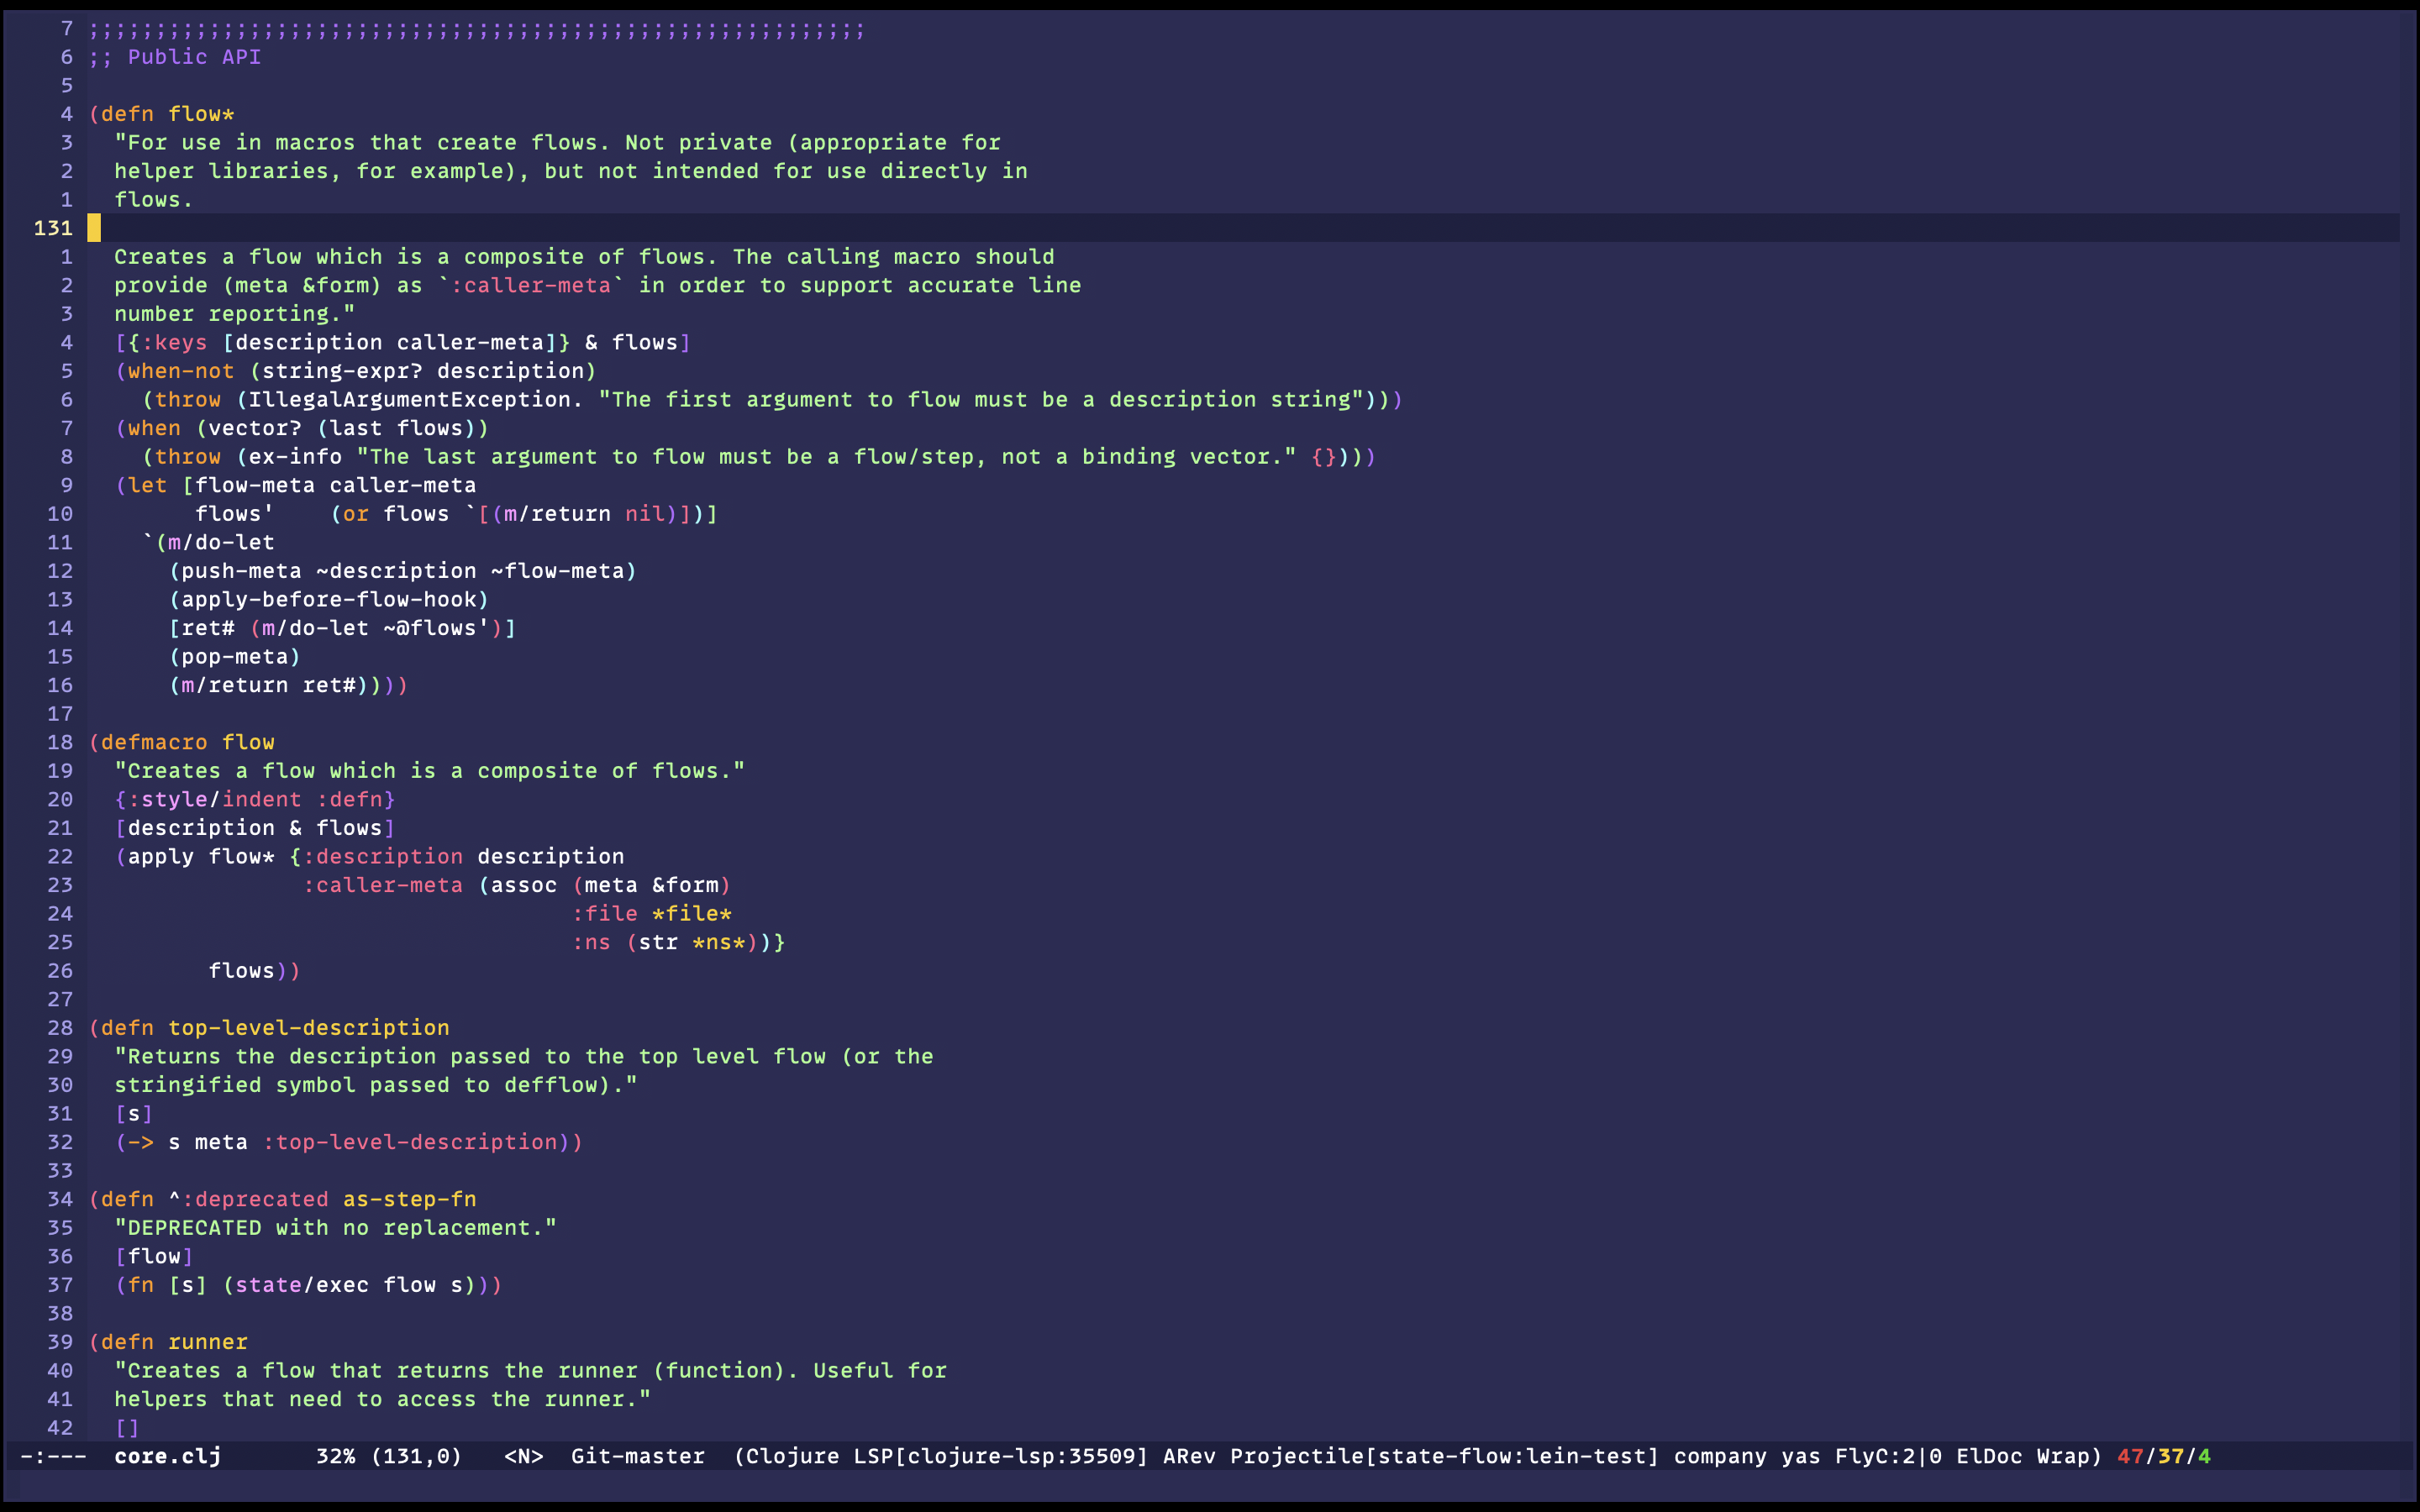 7 ;;;;;;;;;;;;;;;;;;;;;;;;;;;;;;;;;;;;;;;;;;;;;;;;;;;;;;;;;;
6 ;; Public API
5
4 (defn flow*
3   "For use in macros that create flows. Not private (appropriate for
2   helper libraries, for example), but not intended for use directly in
1   flows.
131
1   Creates a flow which is a composite of flows. The calling macro should
2   provide (meta &form) as `:caller-meta` in order to support accurate line
3   number reporting."
4   [{:keys [description caller-meta]} & flows]
5   (when-not (string-expr? description)
6     (throw (IllegalArgumentException. "The first argument to flow must be a description string")))
7   (when (vector? (last flows))
8     (throw (ex-info "The last argument to flow must be a flow/step, not a binding vector." {})))
9   (let [flow-meta caller-meta
10         flows'    (or flows `[(m/return nil)])]
11     `(m/do-let
12       (push-meta ~description ~flow-meta)
13       (apply-before-flow-hook)
14       [ret# (m/do-let ~@flows')]
15       (pop-meta)
16       (m/return ret#))))
17
18 (defmacro flow
19   "Creates a flow which is a composite of flows."
20   {:style/indent :defn}
21   [description & flows]
22   (apply flow* {:description description
23                 :caller-meta (assoc (meta &form)
24                                     :file *file*
25                                     :ns (str *ns*))}
26          flows))
27
28 (defn top-level-description
29   "Returns the description passed to the top level flow (or the
30   stringified symbol passed to defflow)."
31   [s]
32   (-> s meta :top-level-description))
33
34 (defn ^:deprecated as-step-fn
35   "DEPRECATED with no replacement."
36   [flow]
37   (fn [s] (state/exec flow s)))
38
39 (defn runner
40   "Creates a flow that returns the runner (function). Useful for
41   helpers that need to access the runner."
42   []
-:---  core.clj       32% (131,0)   <N>  Git-master  (Clojure LSP[clojure-lsp:35509] ARev Projectile[state-flow:lein-test] company yas FlyC:2|0 ElDoc Wrap) 47/37/4